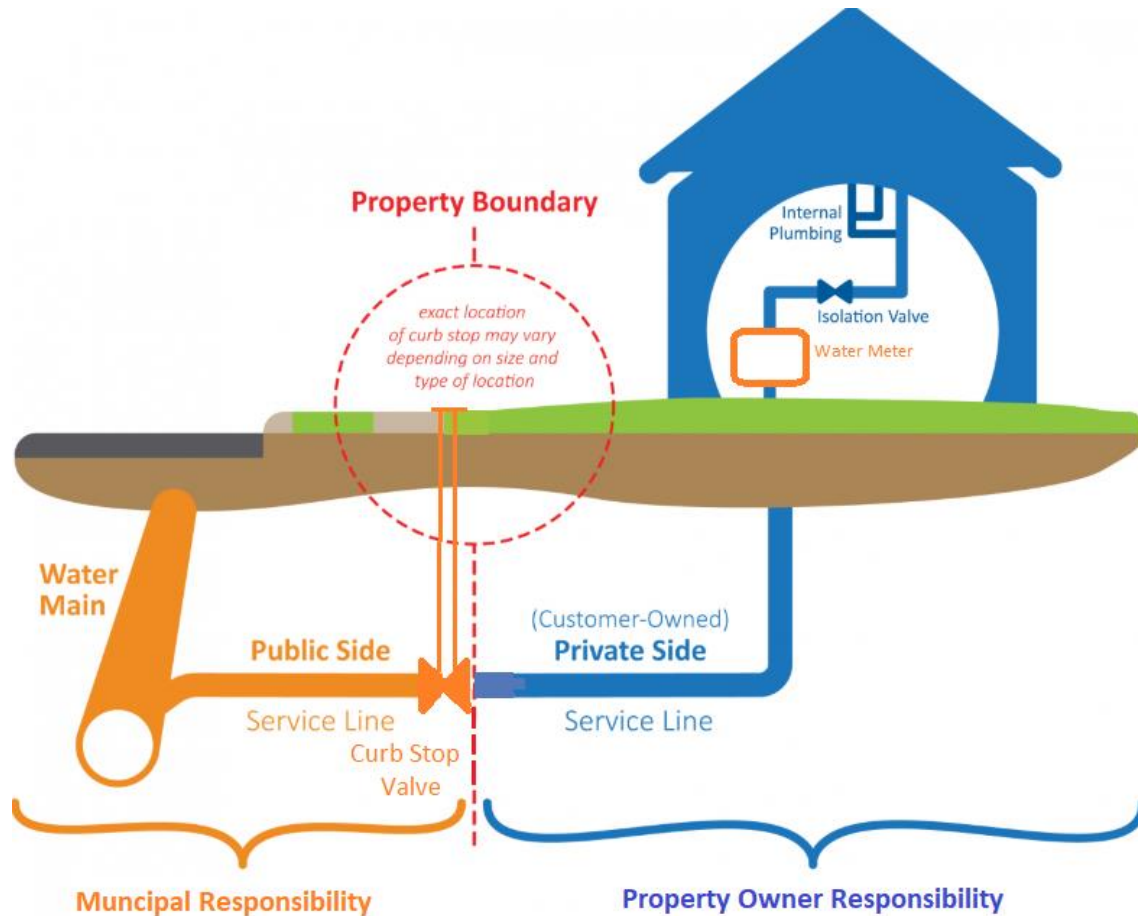 Property Boundary
exact location
of curb stop may vary
depending on size and
type of location
Internal
Plumbing
Isolation Valve
Water Meter
Water
Main
Public Side
Service Line
Curb Stop
Valve
(Customer-Owned)
Private Side
Service Line
Muncipal Responsibility
Property Owner Responsibility